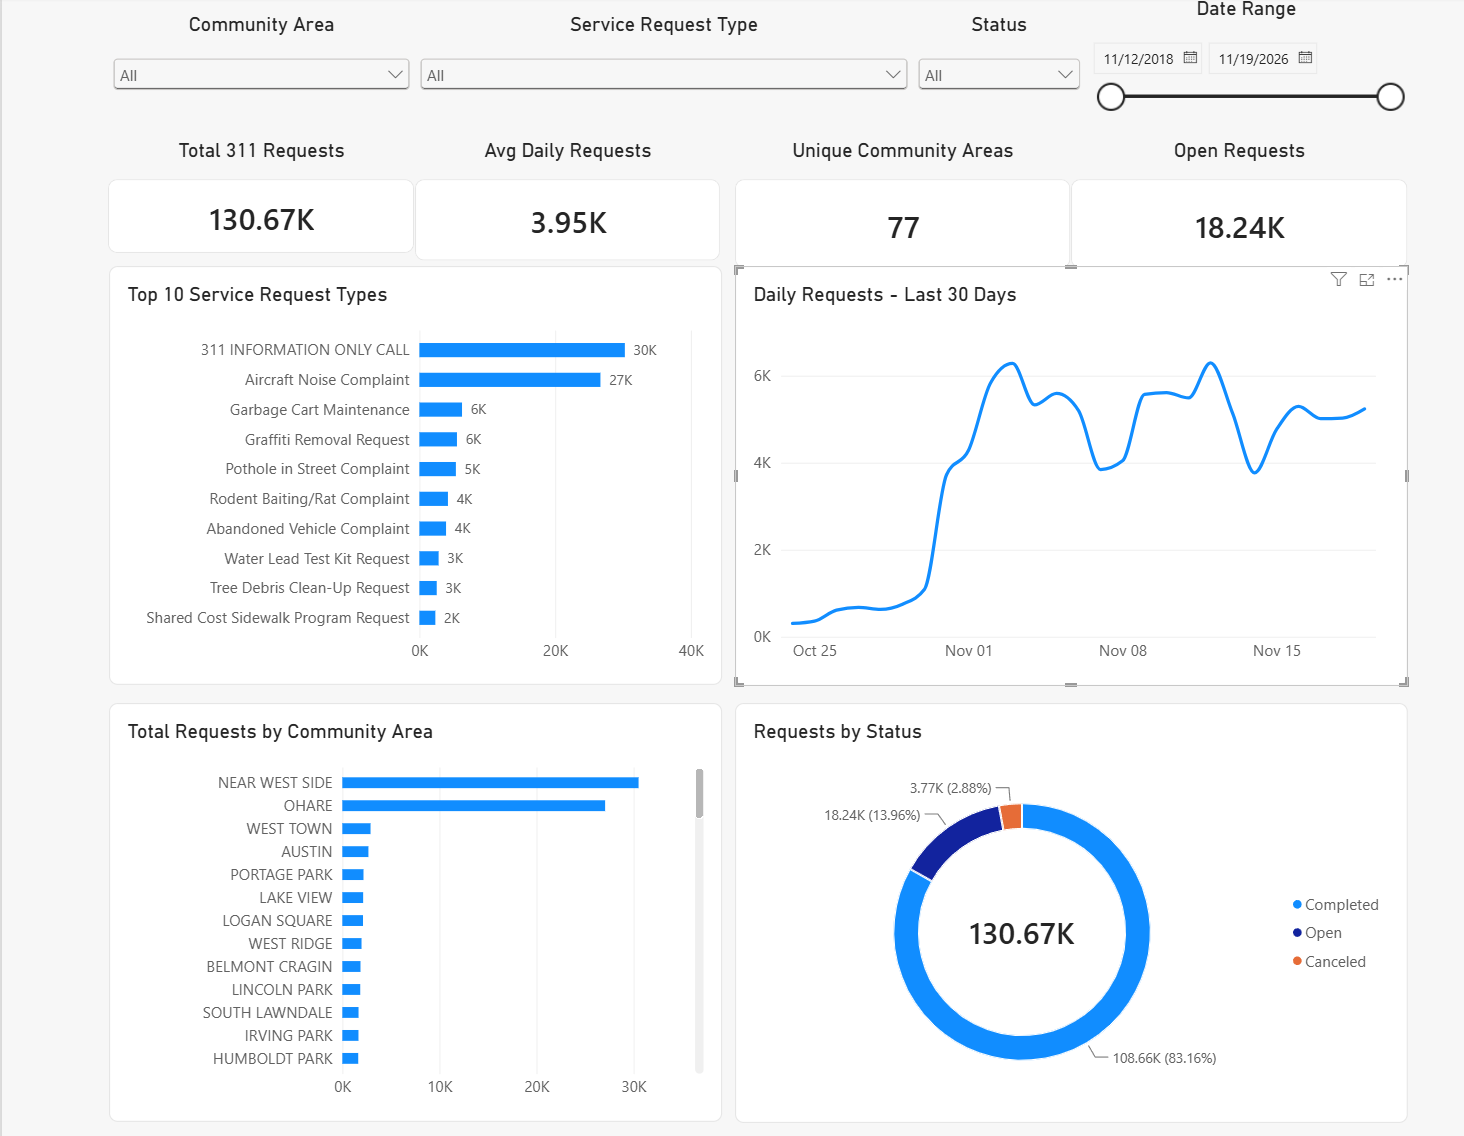 Community Area
Service Request Type
Status
Date Range
All
All
All
11/12/2018
11/19/2026
Total 311 Requests
Avg Daily Requests
Unique Community Areas
Open Requests
130.67K
3.95K
77
18.24K
Top 10 Service Request Types
311 INFORMATION ONLY CALL 30K
Aircraft Noise Complaint 27K
Garbage Cart Maintenance 6K
Graffiti Removal Request 6K
Pothole in Street Complaint 5K
Rodent Baiting/Rat Complaint 4K
Abandoned Vehicle Complaint 4K
Water Lead Test Kit Request 3K
Tree Debris Clean-Up Request 3K
Shared Cost Sidewalk Program Request 2K
0K 20K 40K
Daily Requests - Last 30 Days
6K
4K
2K
0K
Oct 25 Nov 01 Nov 08 Nov 15
Total Requests by Community Area
NEAR WEST SIDE
OHARE
WEST TOWN
AUSTIN
PORTAGE PARK
LAKE VIEW
LOGAN SQUARE
WEST RIDGE
BELMONT CRAGIN
LINCOLN PARK
SOUTH LAWNDALE
IRVING PARK
HUMBOLDT PARK
0K 10K 20K 30K
Requests by Status
3.77K (2.88%)
18.24K (13.96%)
130.67K
108.66K (83.16%)
Completed
Open
Canceled